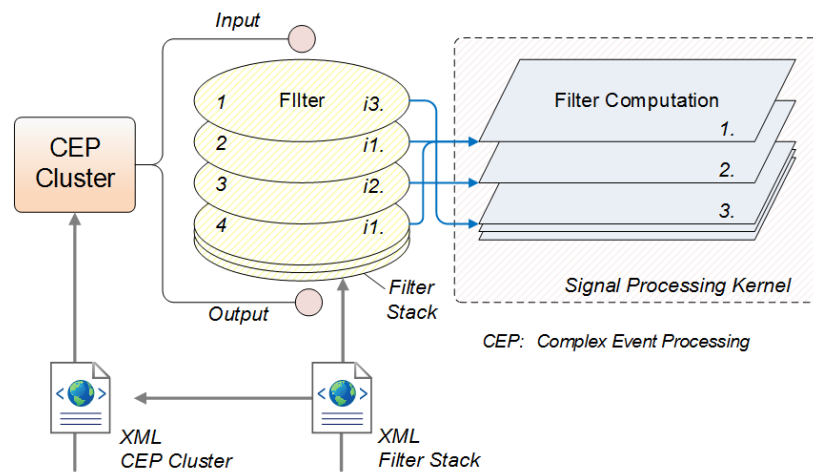 Input
1 FIlter i3.
2 i1.
3 i2.
4 i1.
CEP
Cluster
Filter Computation
1.
2.
3.
Signal Processing Kernel
Filter
Stack
Output
CEP: Complex Event Processing
XML
CEP Cluster
XML
Filter Stack